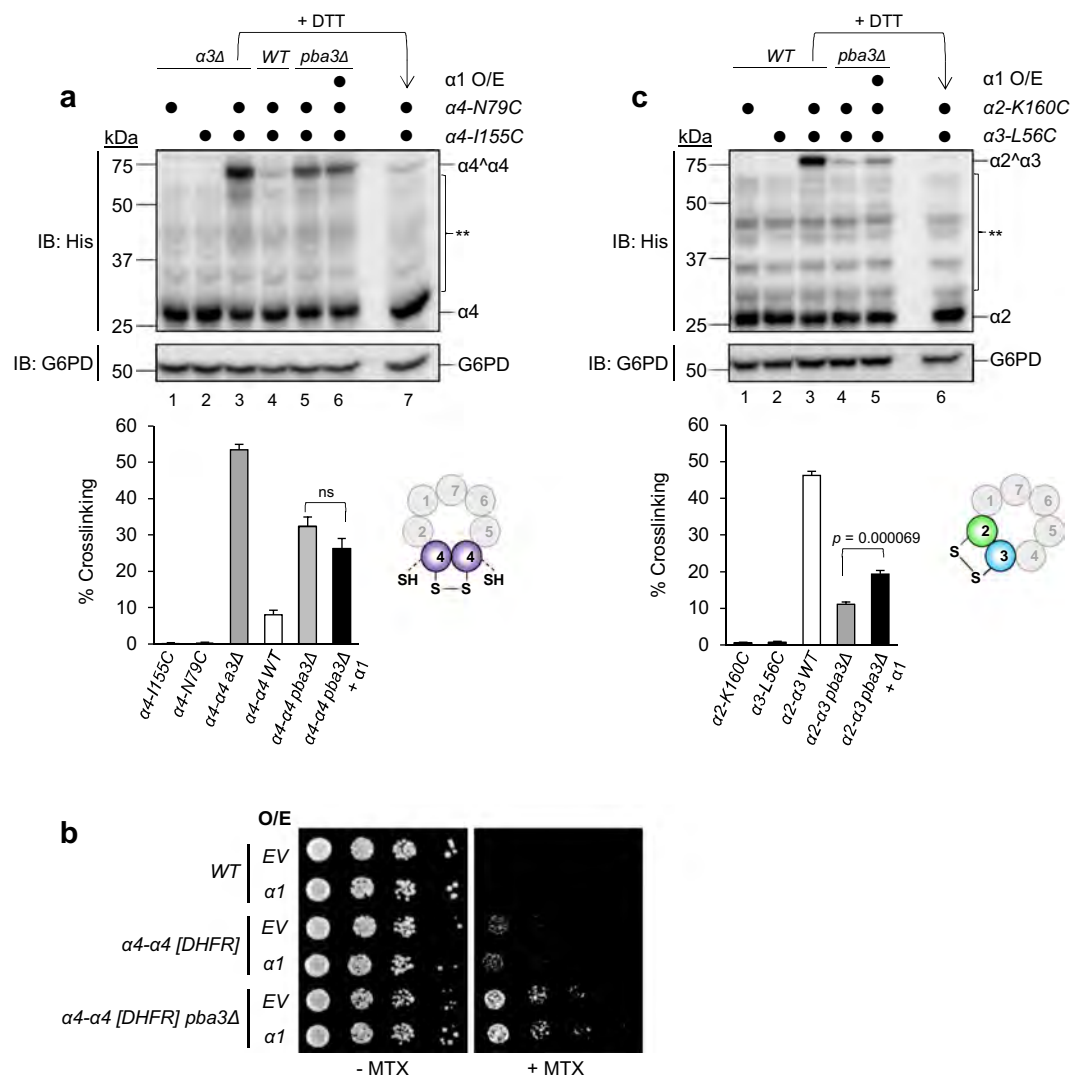 + DTT
α3Δ WT pba3Δ
α1 O/E
a
α4-N79C
α4-I155C
kDa
75
α4^α4
50
IB: His
**
37
α4
25
IB: G6PD
50
G6PD
1 2 3 4 5 6 7
60
50
40
30
20
10
0
% Crosslinking
ns
α4-I155C
α4-N79C
α4-α4 a3Δ
α4-α4 WT
α4-α4 pba3Δ
α4-α4 pba3Δ
+ α1
7
1 6
2 5
4 4
SH SH
S S
+ DTT
WT pba3Δ
α1 O/E
c
α2-K160C
α3-L56C
kDa
75
α2^α3
50
IB: His
**
37
α2
25
IB: G6PD
50
G6PD
1 2 3 4 5 6
60
50
40
30
20
10
0
% Crosslinking
p = 0.000069
α2-K160C
α3-L56C
α2-α3 WT
α2-α3 pba3Δ
α2-α3 pba3Δ
+ α1
7
1 6
2 5
3 4
S
S
b
O/E
WT
EV
α1
α4-α4 [DHFR]
EV
α1
α4-α4 [DHFR] pba3Δ
EV
α1
- MTX + MTX